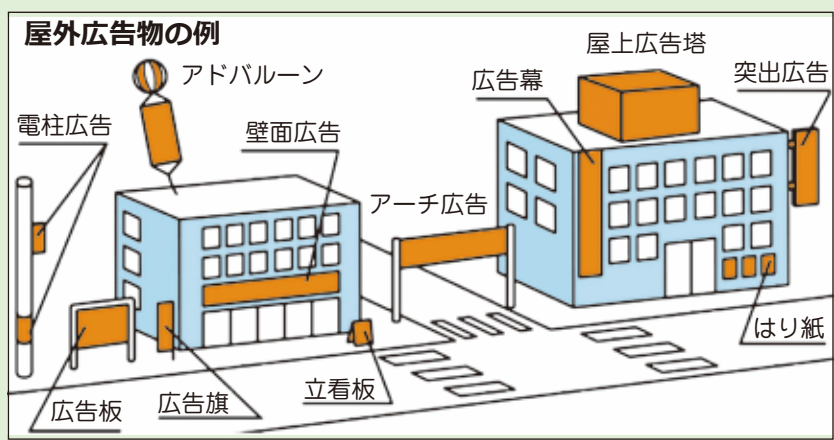 屋外広告物の例
アドバルーン
屋上広告塔
突出広告
広告幕
電柱広告
壁面広告
アーチ広告
はり紙
立看板
広告旗
広告板